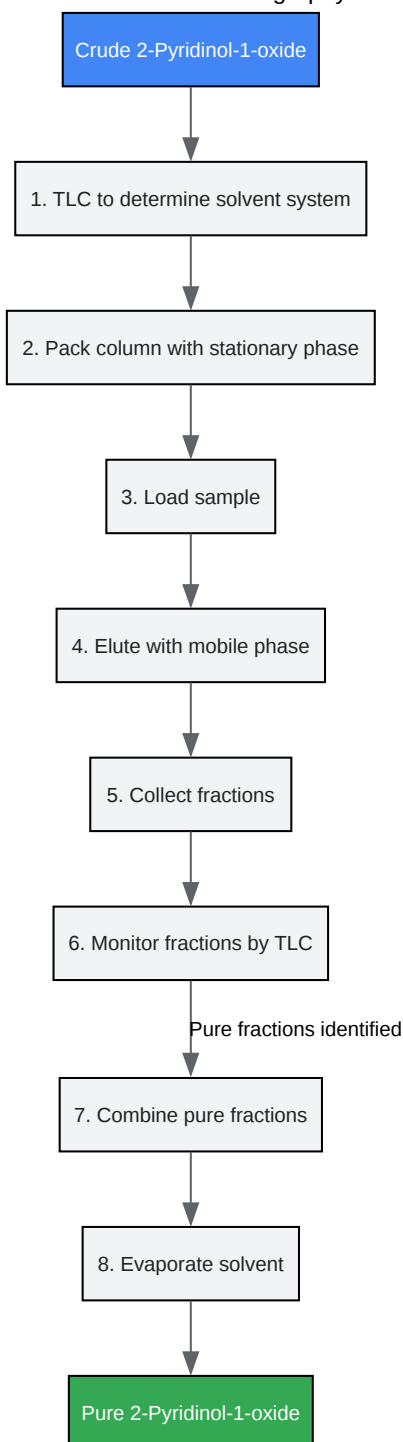 Crude 2-Pyridinol-1-oxide
1. TLC to determine solvent system
2. Pack column with stationary phase
3. Load sample
4. Elute with mobile phase
5. Collect fractions
6. Monitor fractions by TLC
Pure fractions identified
7. Combine pure fractions
8. Evaporate solvent
Pure 2-Pyridinol-1-oxide